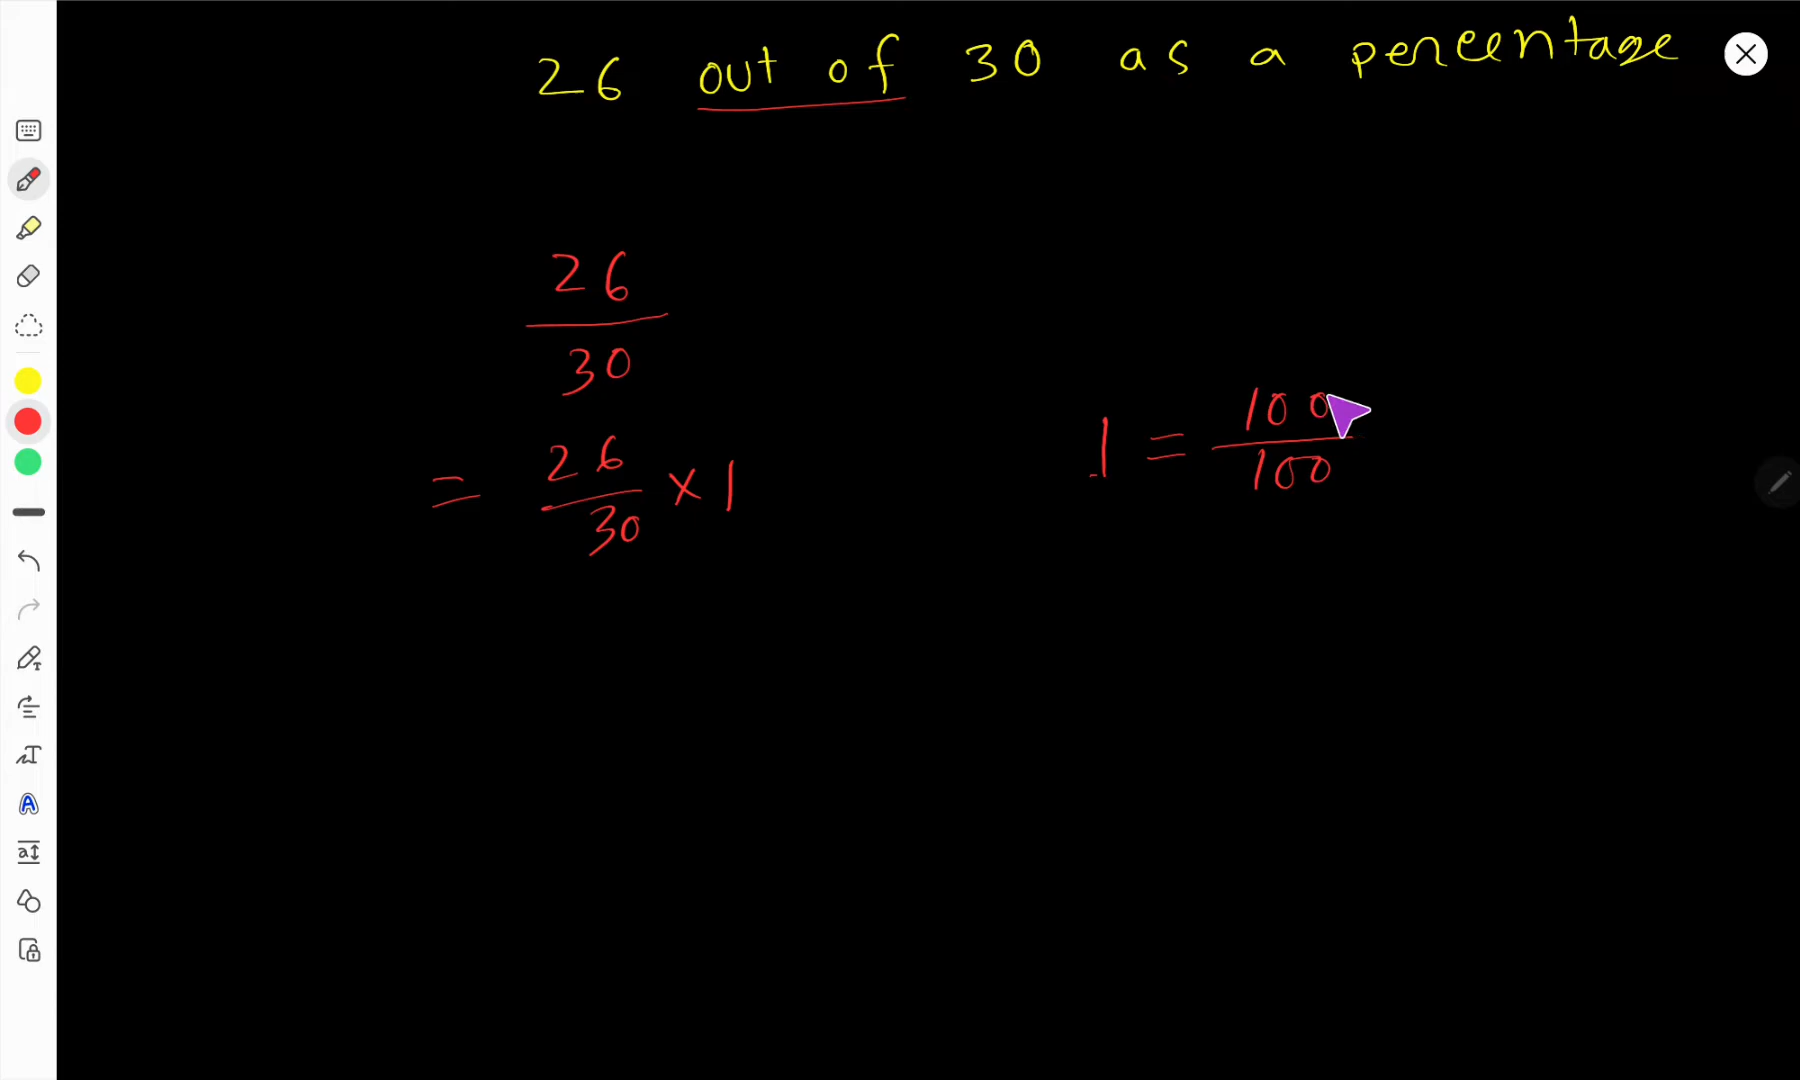 26 out of 30 as a percentage
26
30
= 26/30 × 1
1 = 100/100